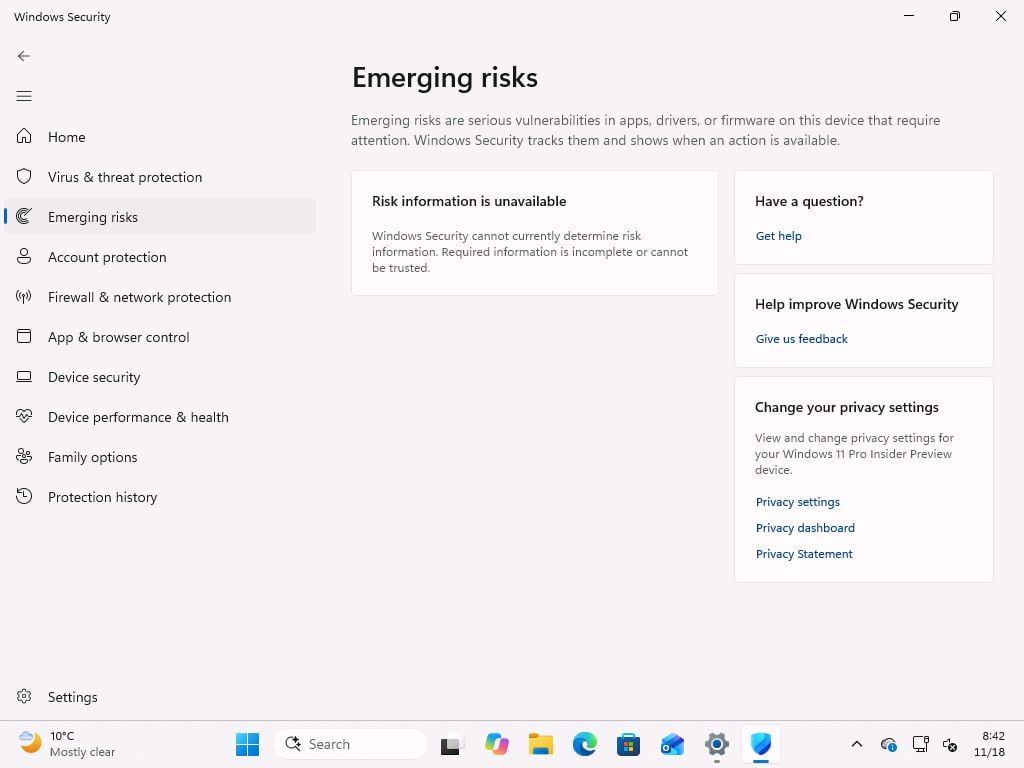 Windows Security
Home
Virus & threat protection
Emerging risks
Account protection
Firewall & network protection
App & browser control
Device security
Device performance & health
Family options
Protection history
Settings
Emerging risks
Emerging risks are serious vulnerabilities in apps, drivers, or firmware on this device that require
attention. Windows Security tracks them and shows when an action is available.
Risk information is unavailable
Windows Security cannot currently determine risk
information. Required information is incomplete or cannot
be trusted.
Have a question?
Get help
Help improve Windows Security
Give us feedback
Change your privacy settings
View and change privacy settings for
your Windows 11 Pro Insider Preview
device.
Privacy settings
Privacy dashboard
Privacy Statement
10°C
Mostly clear
Search
8:42
11/18